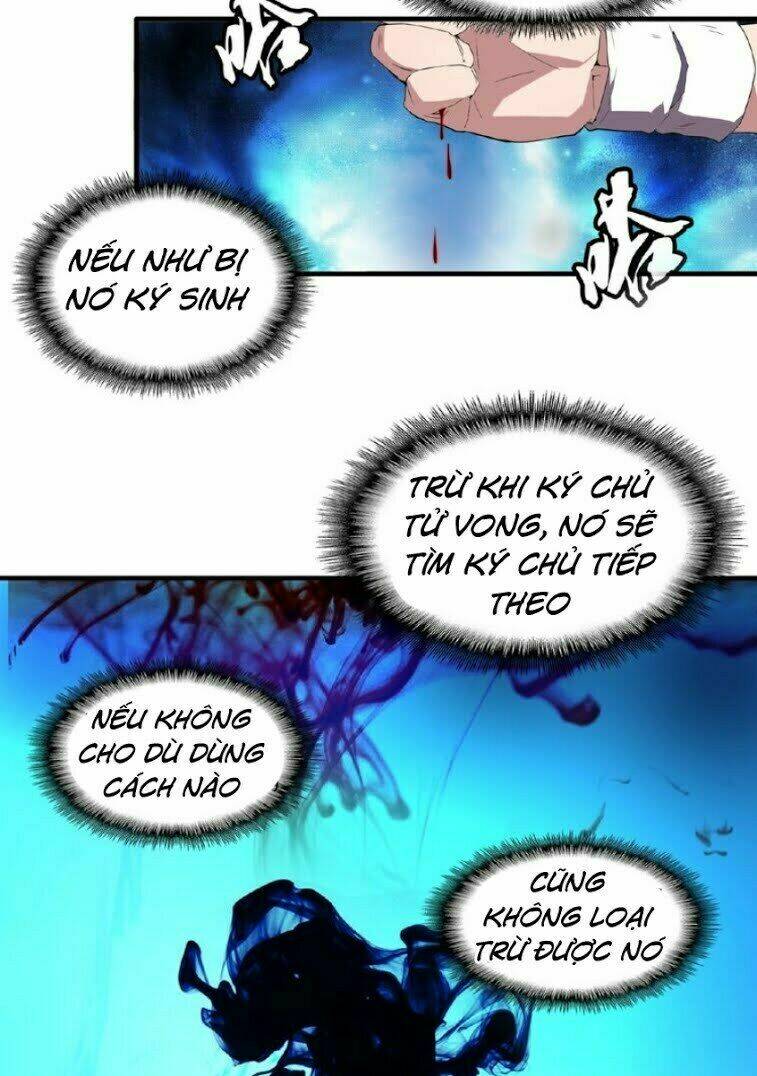 NẾU NHƯ BỊ
NÓ KÝ SINH
TRỪ KHI KÝ CHỦ
TỬ VONG, NÓ SẼ
TÌM KÝ CHỦ TIẾP
THEO
NẾU KHÔNG
CHO DÙ DÙNG
CÁCH NÀO
CŨNG
KHÔNG LOẠI
TRỪ ĐƯỢC NÓ